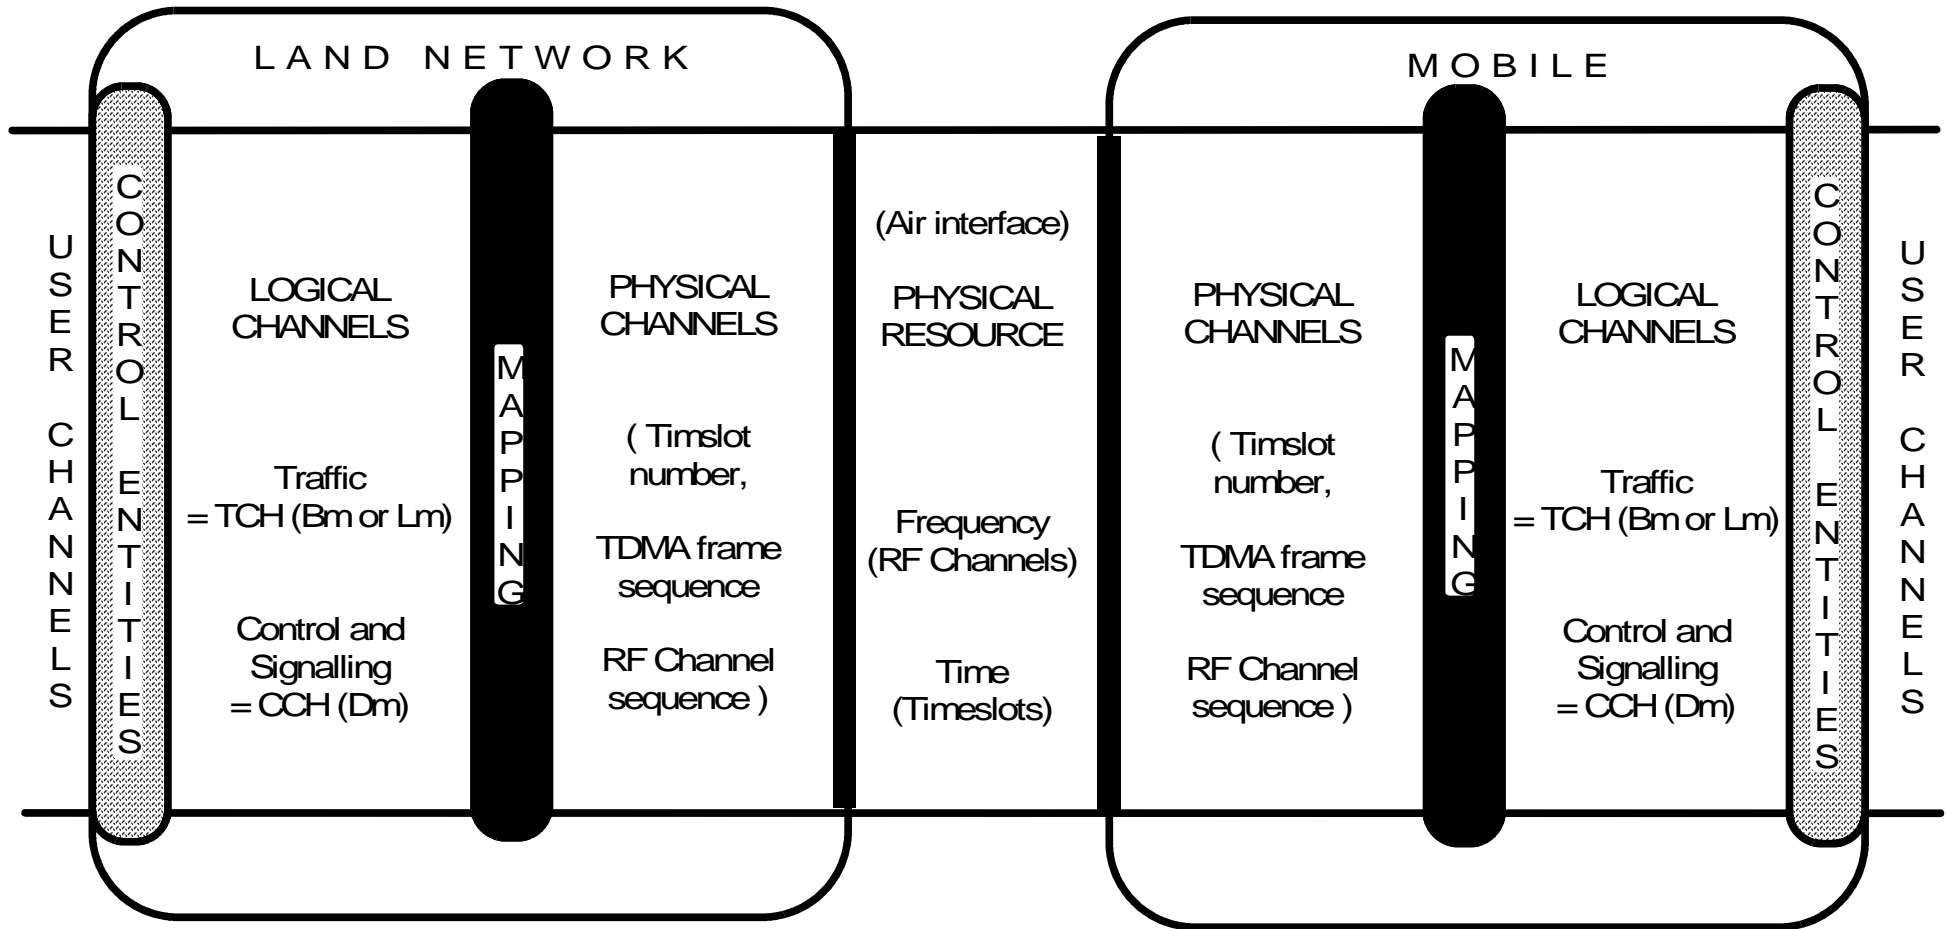 LAND NETWORK
MOBILE
USER CHANNELS
CONTROL ENTITIES
LOGICAL
CHANNELS
Traffic
= TCH (Bm or Lm)
Control and
Signalling
= CCH (Dm)
MAPPING
PHYSICAL
CHANNELS
( Timslot
number,
TDMA frame
sequence
RF Channel
sequence )
(Air interface)
PHYSICAL
RESOURCE
Frequency
(RF Channels)
Time
(Timeslots)
PHYSICAL
CHANNELS
( Timslot
number,
TDMA frame
sequence
RF Channel
sequence )
MAPPING
LOGICAL
CHANNELS
Traffic
= TCH (Bm or Lm)
Control and
Signalling
= CCH (Dm)
CONTROL ENTITIES
USER CHANNELS